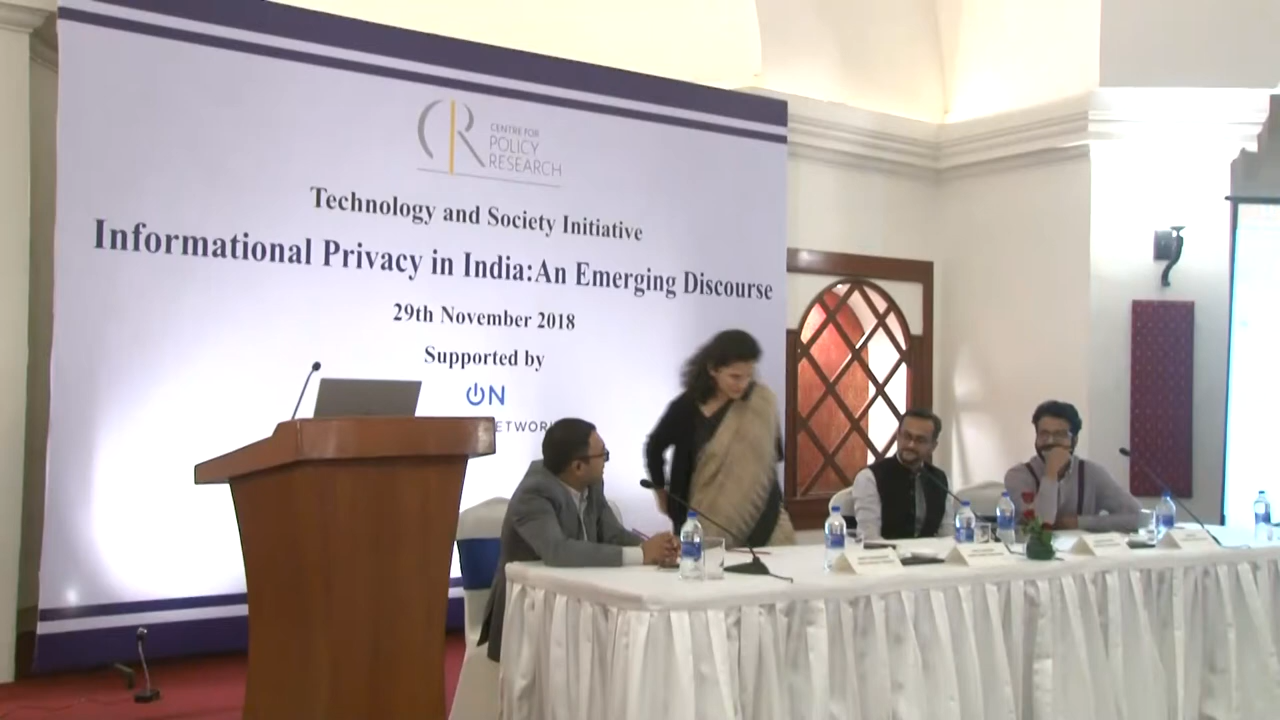 CENTRE FOR
POLICY
RESEARCH
Technology and Society Initiative
Informational Privacy in India:An Emerging Discourse
29th November 2018
Supported by
ON
ETWOR